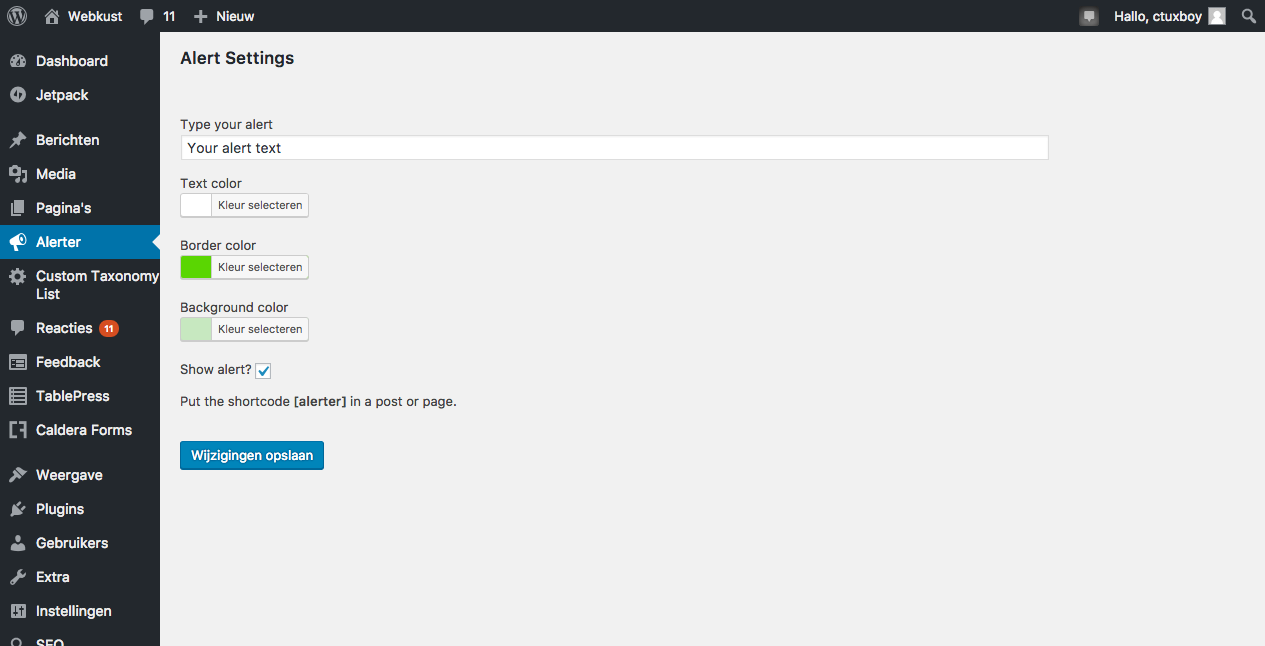 Webkust 11 Nieuw Hallo, ctuxboy
Dashboard
Jetpack
Berichten
Media
Pagina's
Alerter
Custom Taxonomy
List
Reacties 11
Feedback
TablePress
Caldera Forms
Weergave
Plugins
Gebruikers
Extra
Instellingen
SEO
Alert Settings
Type your alert
Your alert text
Text color
Kleur selecteren
Border color
Kleur selecteren
Background color
Kleur selecteren
Show alert?
Put the shortcode [alerter] in a post or page.
Wijzigingen opslaan